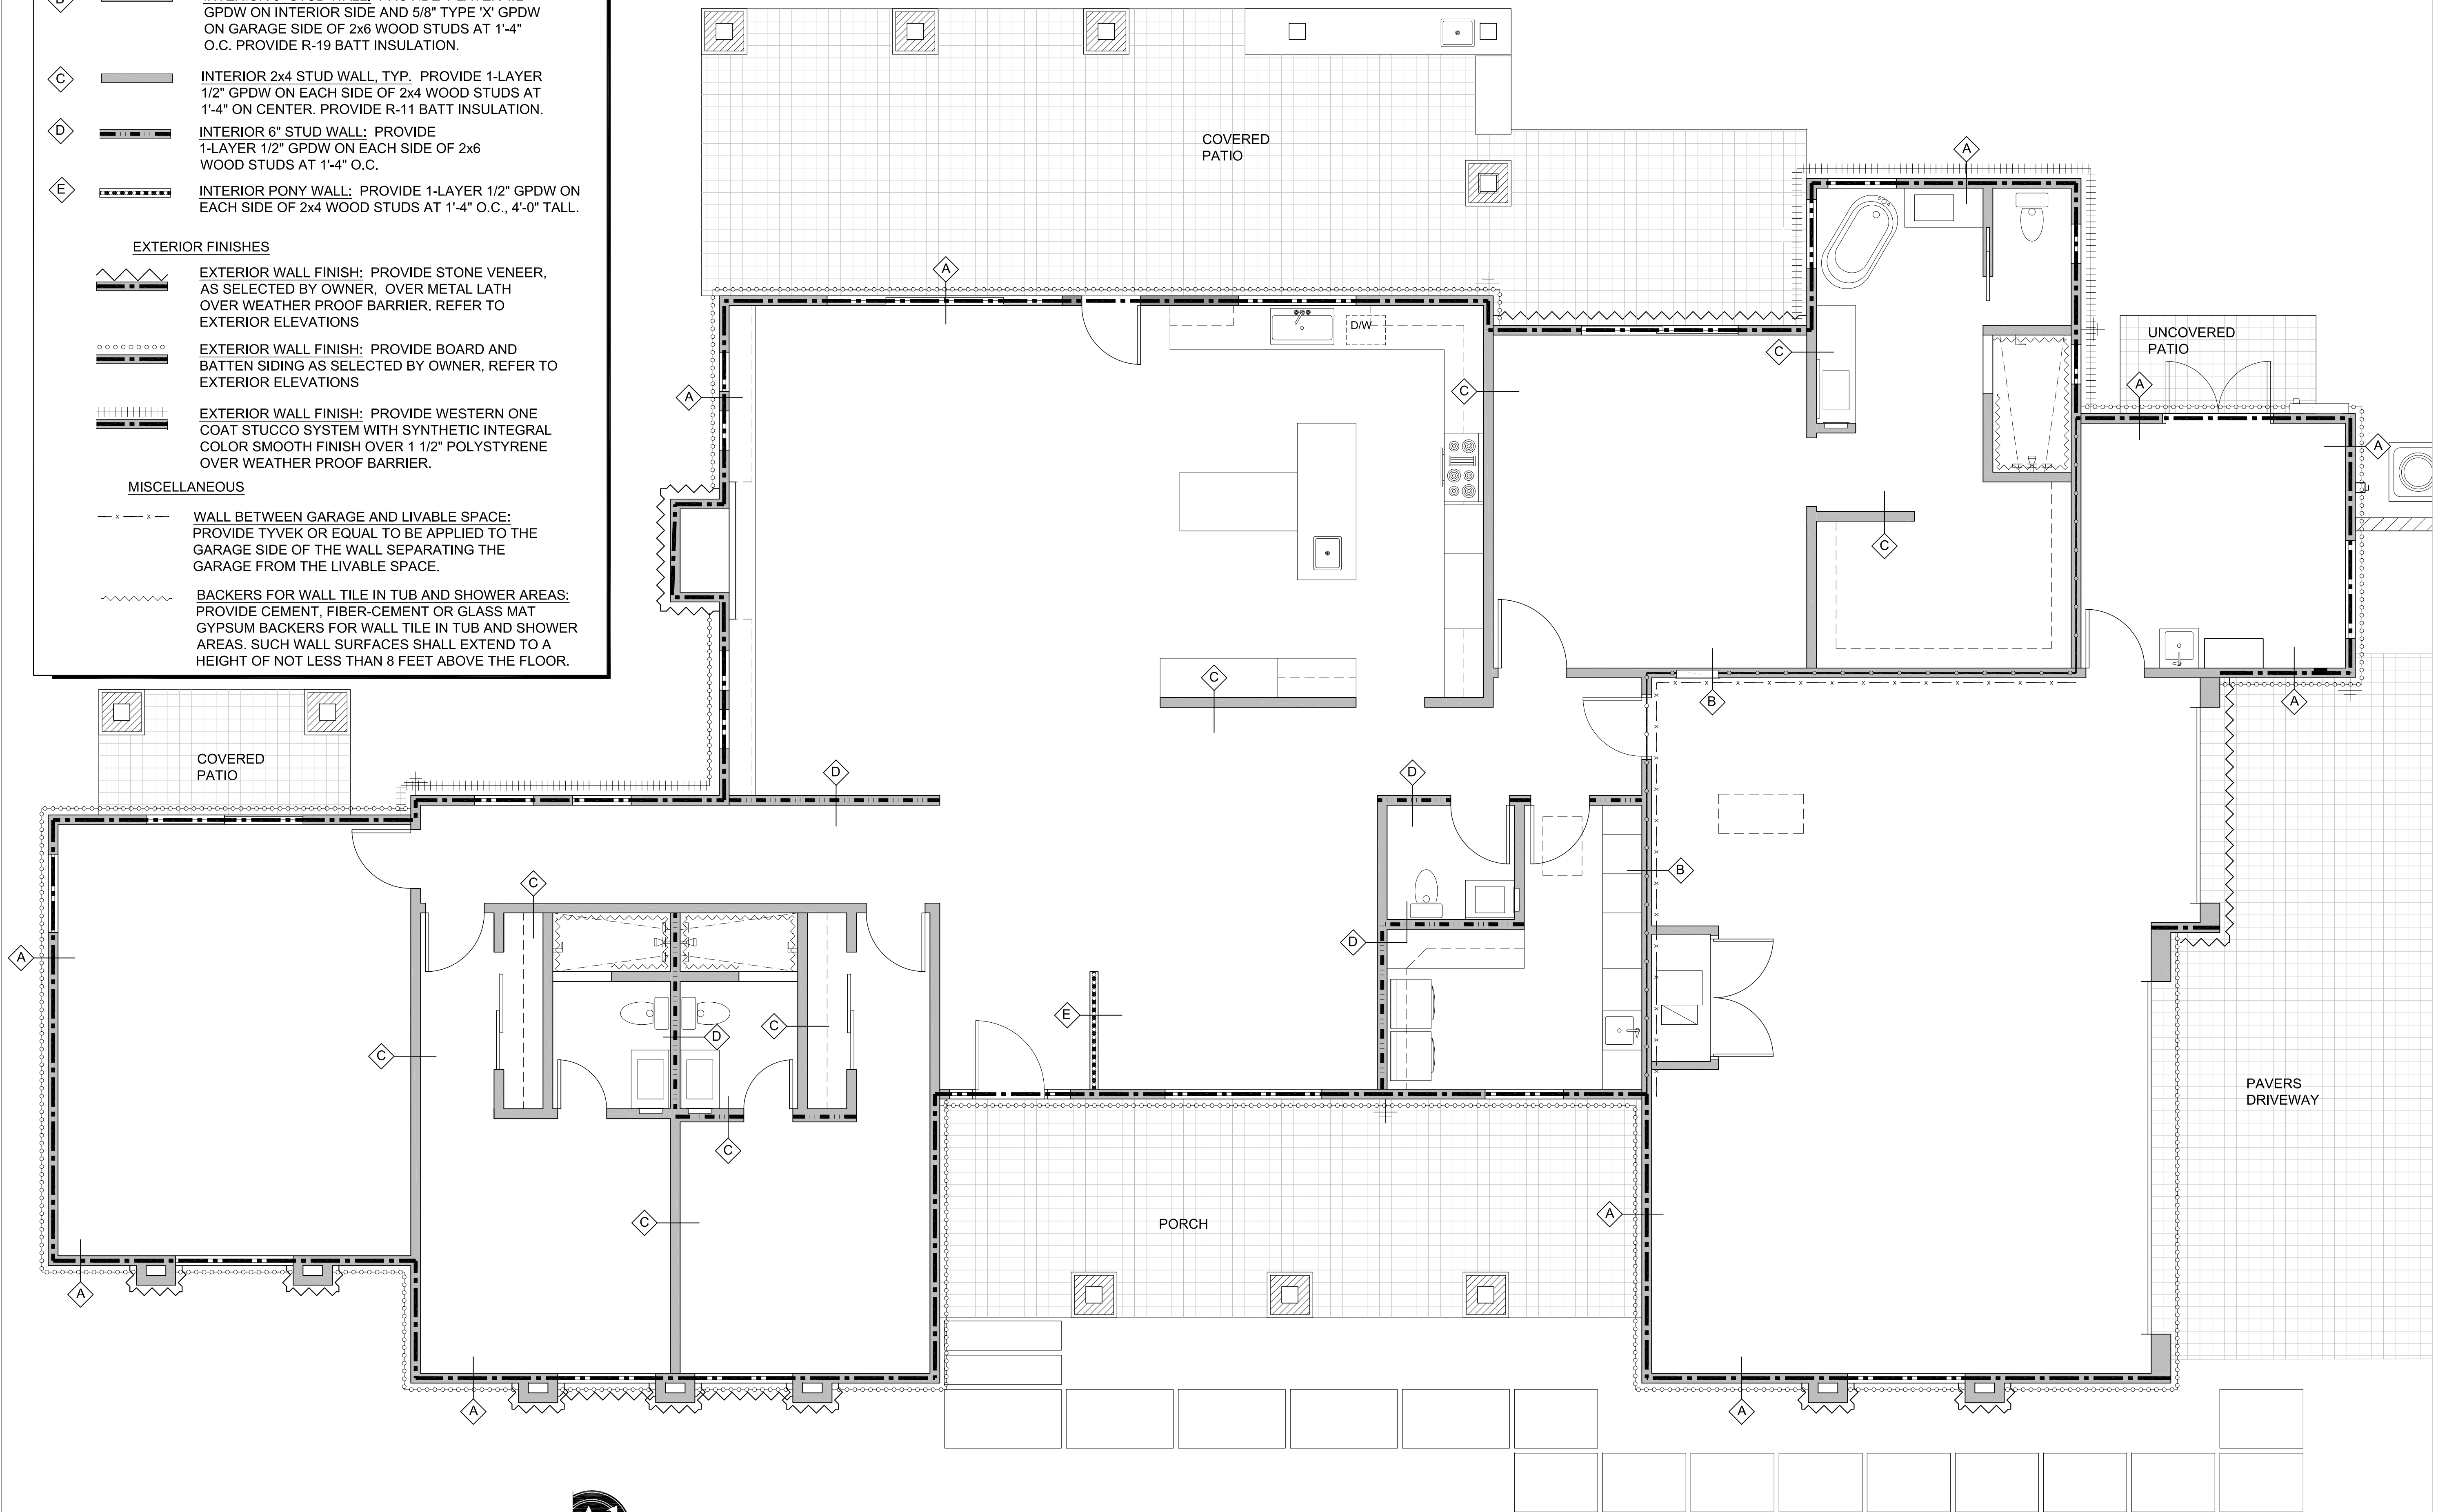 B
GPDW ON INTERIOR SIDE AND 5/8" TYPE 'X' GPDW
ON GARAGE SIDE OF 2x6 WOOD STUDS AT 1'-4"
O.C. PROVIDE R-19 BATT INSULATION.
C
INTERIOR 2x4 STUD WALL, TYP. PROVIDE 1-LAYER
1/2" GPDW ON EACH SIDE OF 2x4 WOOD STUDS AT
1'-4" ON CENTER. PROVIDE R-11 BATT INSULATION.
D
INTERIOR 6" STUD WALL: PROVIDE
1-LAYER 1/2" GPDW ON EACH SIDE OF 2x6
WOOD STUDS AT 1'-4" O.C.
E
INTERIOR PONY WALL: PROVIDE 1-LAYER 1/2" GPDW ON
EACH SIDE OF 2x4 WOOD STUDS AT 1'-4" O.C., 4'-0" TALL.
EXTERIOR FINISHES
EXTERIOR WALL FINISH: PROVIDE STONE VENEER,
AS SELECTED BY OWNER, OVER METAL LATH
OVER WEATHER PROOF BARRIER. REFER TO
EXTERIOR ELEVATIONS
EXTERIOR WALL FINISH: PROVIDE BOARD AND
BATTEN SIDING AS SELECTED BY OWNER, REFER TO
EXTERIOR ELEVATIONS
EXTERIOR WALL FINISH: PROVIDE WESTERN ONE
COAT STUCCO SYSTEM WITH SYNTHETIC INTEGRAL
COLOR SMOOTH FINISH OVER 1 1/2" POLYSTYRENE
OVER WEATHER PROOF BARRIER.
MISCELLANEOUS
x x
WALL BETWEEN GARAGE AND LIVABLE SPACE:
PROVIDE TYVEK OR EQUAL TO BE APPLIED TO THE
GARAGE SIDE OF THE WALL SEPARATING THE
GARAGE FROM THE LIVABLE SPACE.
BACKERS FOR WALL TILE IN TUB AND SHOWER AREAS:
PROVIDE CEMENT, FIBER-CEMENT OR GLASS MAT
GYPSUM BACKERS FOR WALL TILE IN TUB AND SHOWER
AREAS. SUCH WALL SURFACES SHALL EXTEND TO A
HEIGHT OF NOT LESS THAN 8 FEET ABOVE THE FLOOR.
COVERED
PATIO
A
A
D/W
UNCOVERED
PATIO
C
A
A
C
A
C
C
C
B
A
COVERED
PATIO
D
D
B
C
D
A
E
D
C
C
PAVERS
DRIVEWAY
C
C
PORCH
A
A
A
A